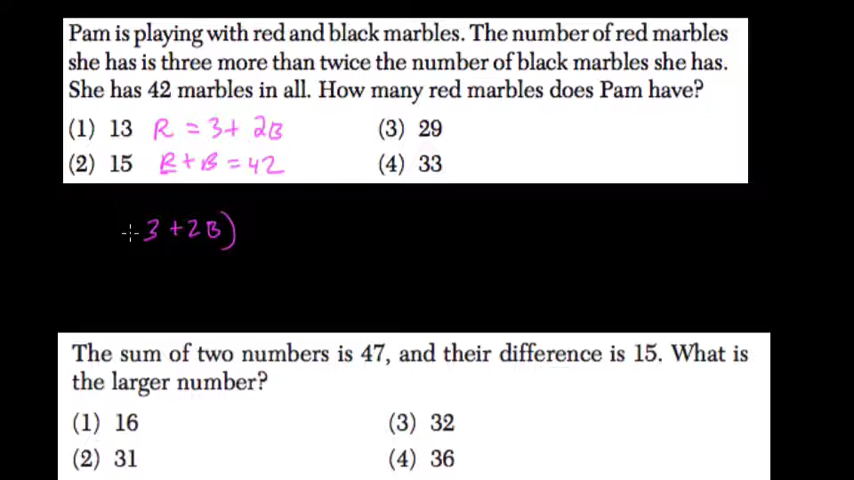 Pam is playing with red and black marbles. The number of red marbles
she has is three more than twice the number of black marbles she has.
She has 42 marbles in all. How many red marbles does Pam have?
(1) 13 R = 3 + 2B (3) 29
(2) 15 R + B = 42 (4) 33
3 + 2B)
The sum of two numbers is 47, and their difference is 15. What is
the larger number?
(1) 16 (3) 32
(2) 31 (4) 36